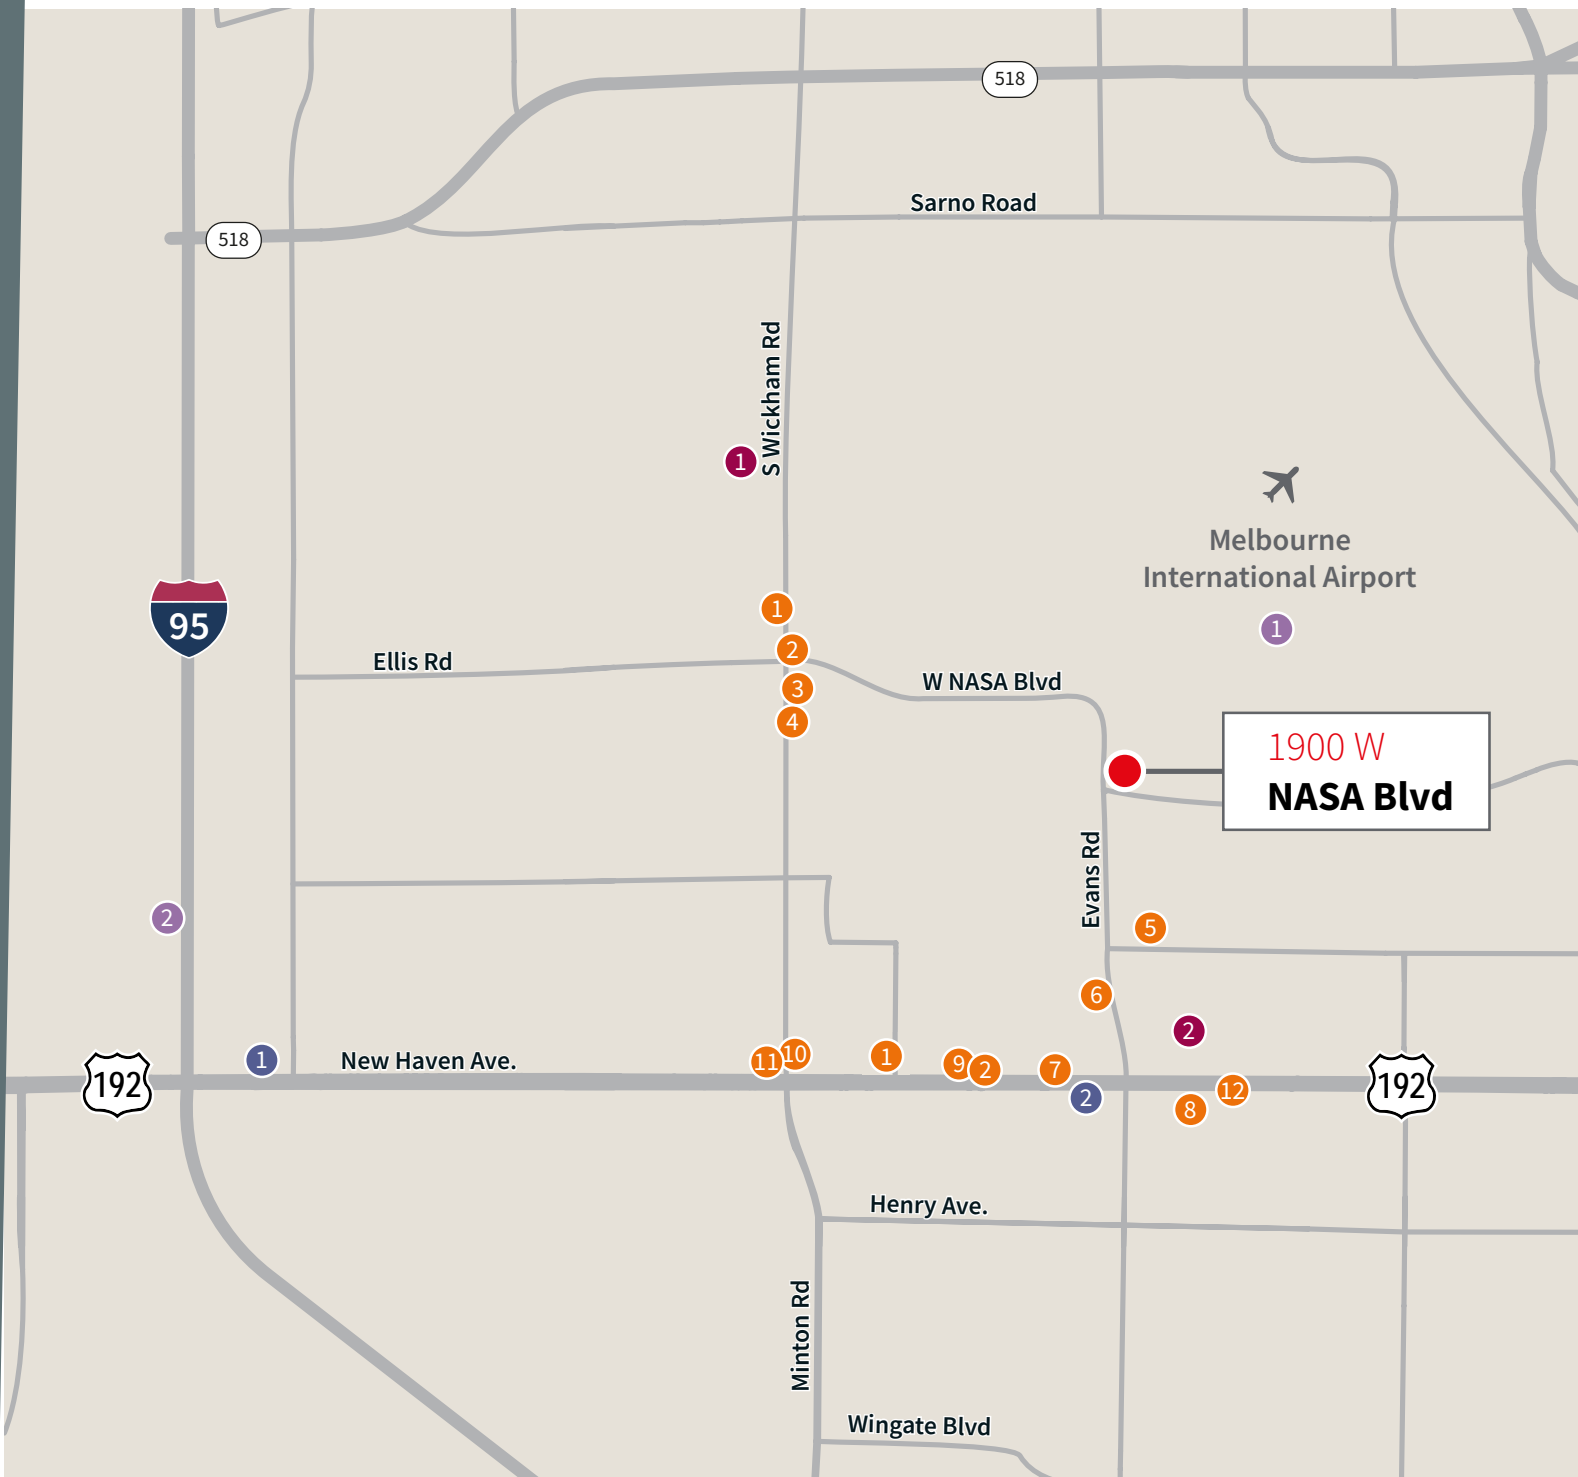 518
Sarno Road
518
S Wickham Rd
1
Melbourne
International Airport
1
1
95
2
Ellis Rd
W NASA Blvd
3
4
1900 W
NASA Blvd
Evans Rd
2
5
6
2
1
New Haven Ave.
11
10
1
9
2
7
192
192
2
12
8
Henry Ave.
Minton Rd
Wingate Blvd